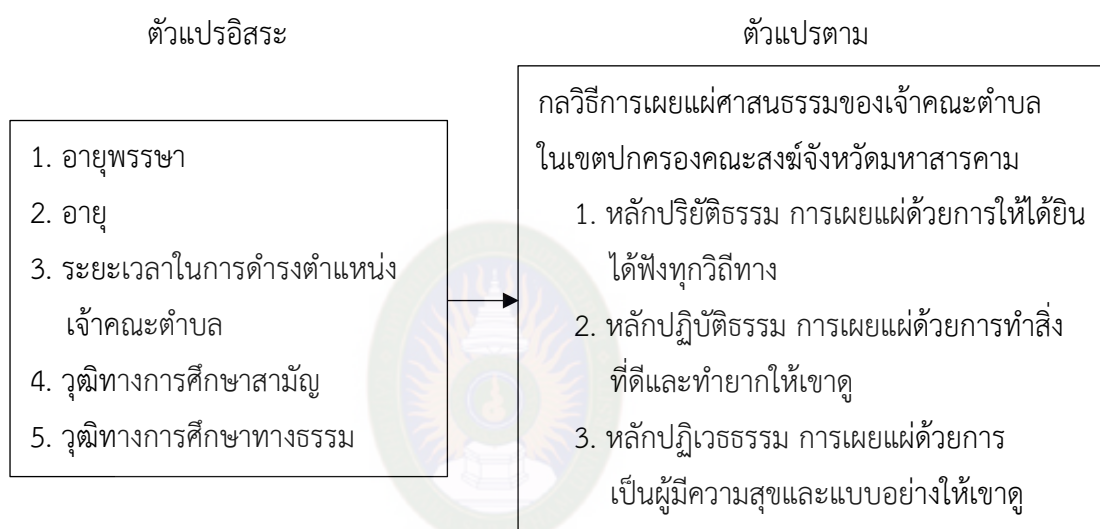 ตัวแปรอิสระ
ตัวแปรตาม
1. อายุพรรษา
2. อายุ
3. ระยะเวลาในการดำรงตำแหน่ง
เจ้าคณะตำบล
4. วุฒิทางการศึกษาสามัญ
5. วุฒิทางการศึกษาทางธรรม
กลวิธีการเผยแผ่ศาสนธรรมของเจ้าคณะตำบล
ในเขตปกครองคณะสงฆ์จังหวัดมหาสารคาม
1. หลักปริยัติธรรม การเผยแผ่ด้วยการให้ได้ยิน
ได้ฟังทุกวิถีทาง
2. หลักปฏิบัติธรรม การเผยแผ่ด้วยการทำสิ่ง
ที่ดีและทำยากให้เขาดู
3. หลักปฏิเวธธรรม การเผยแผ่ด้วยการ
เป็นผู้มีความสุขและแบบอย่างให้เขาดู